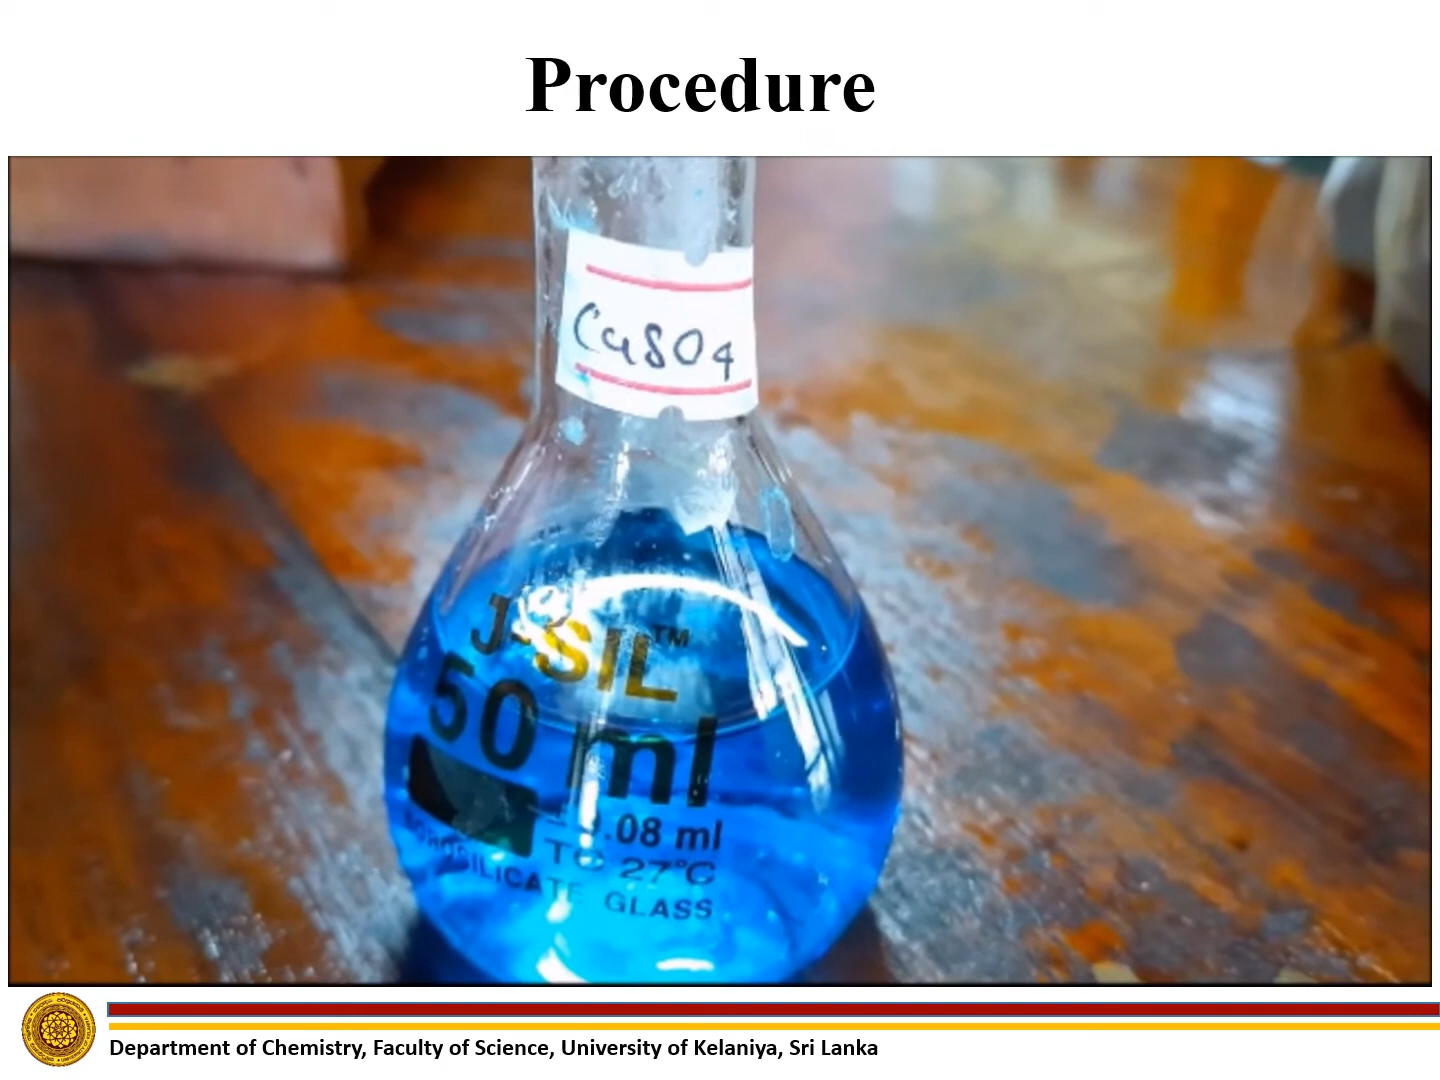 Procedure
CuSO4
J-SIL™
50 ml
.08 ml
TC 27°C
BOROSILICATE GLASS
Department of Chemistry, Faculty of Science, University of Kelaniya, Sri Lanka